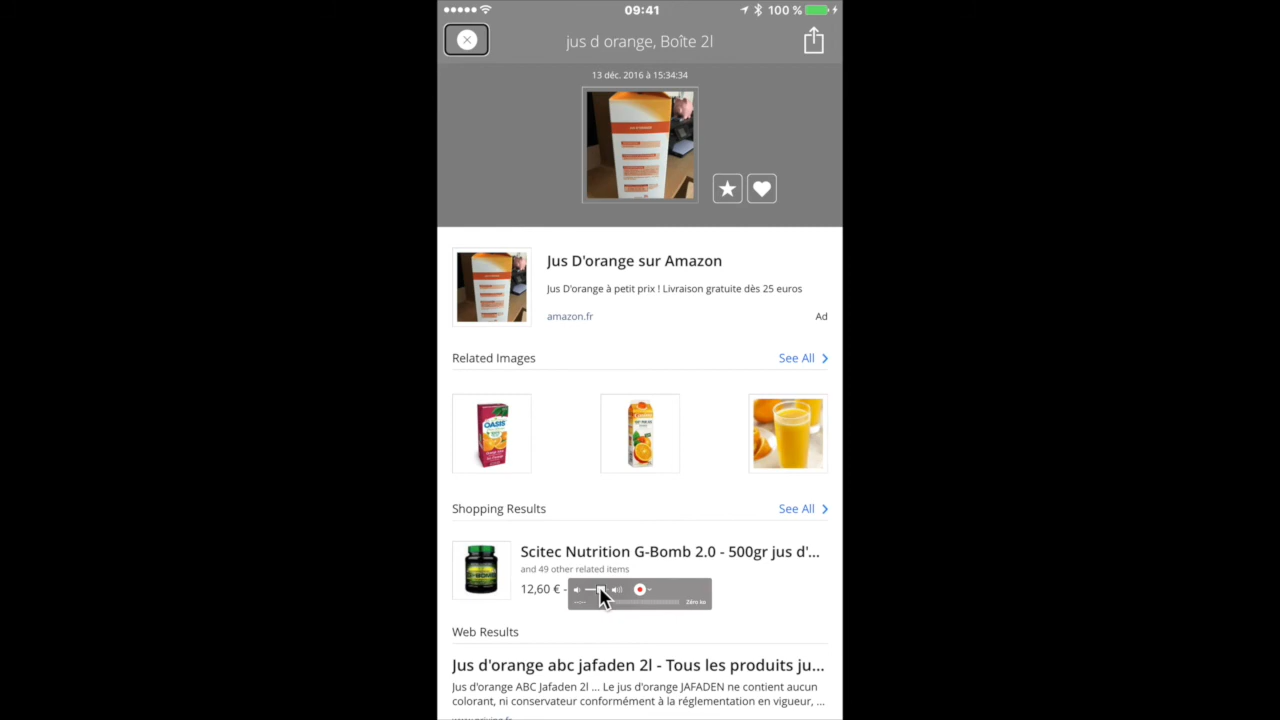 09:41
100 %
jus d orange, Boîte 2l
13 déc. 2016 à 15:34:34
Jus D'orange sur Amazon
Jus D'orange à petit prix ! Livraison gratuite dès 25 euros
amazon.fr
Ad
Related Images
See All
OASIS
Shopping Results
See All
Scitec Nutrition G-Bomb 2.0 - 500gr jus d'...
and 49 other related items
12,60 € -
Zéro ko
Web Results
Jus d'orange abc jafaden 2l - Tous les produits ju...
Jus d'orange ABC Jafaden 2l ... Le jus d'orange JAFADEN ne contient aucun
colorant, ni conservateur conformément à la réglementation en vigueur, ...